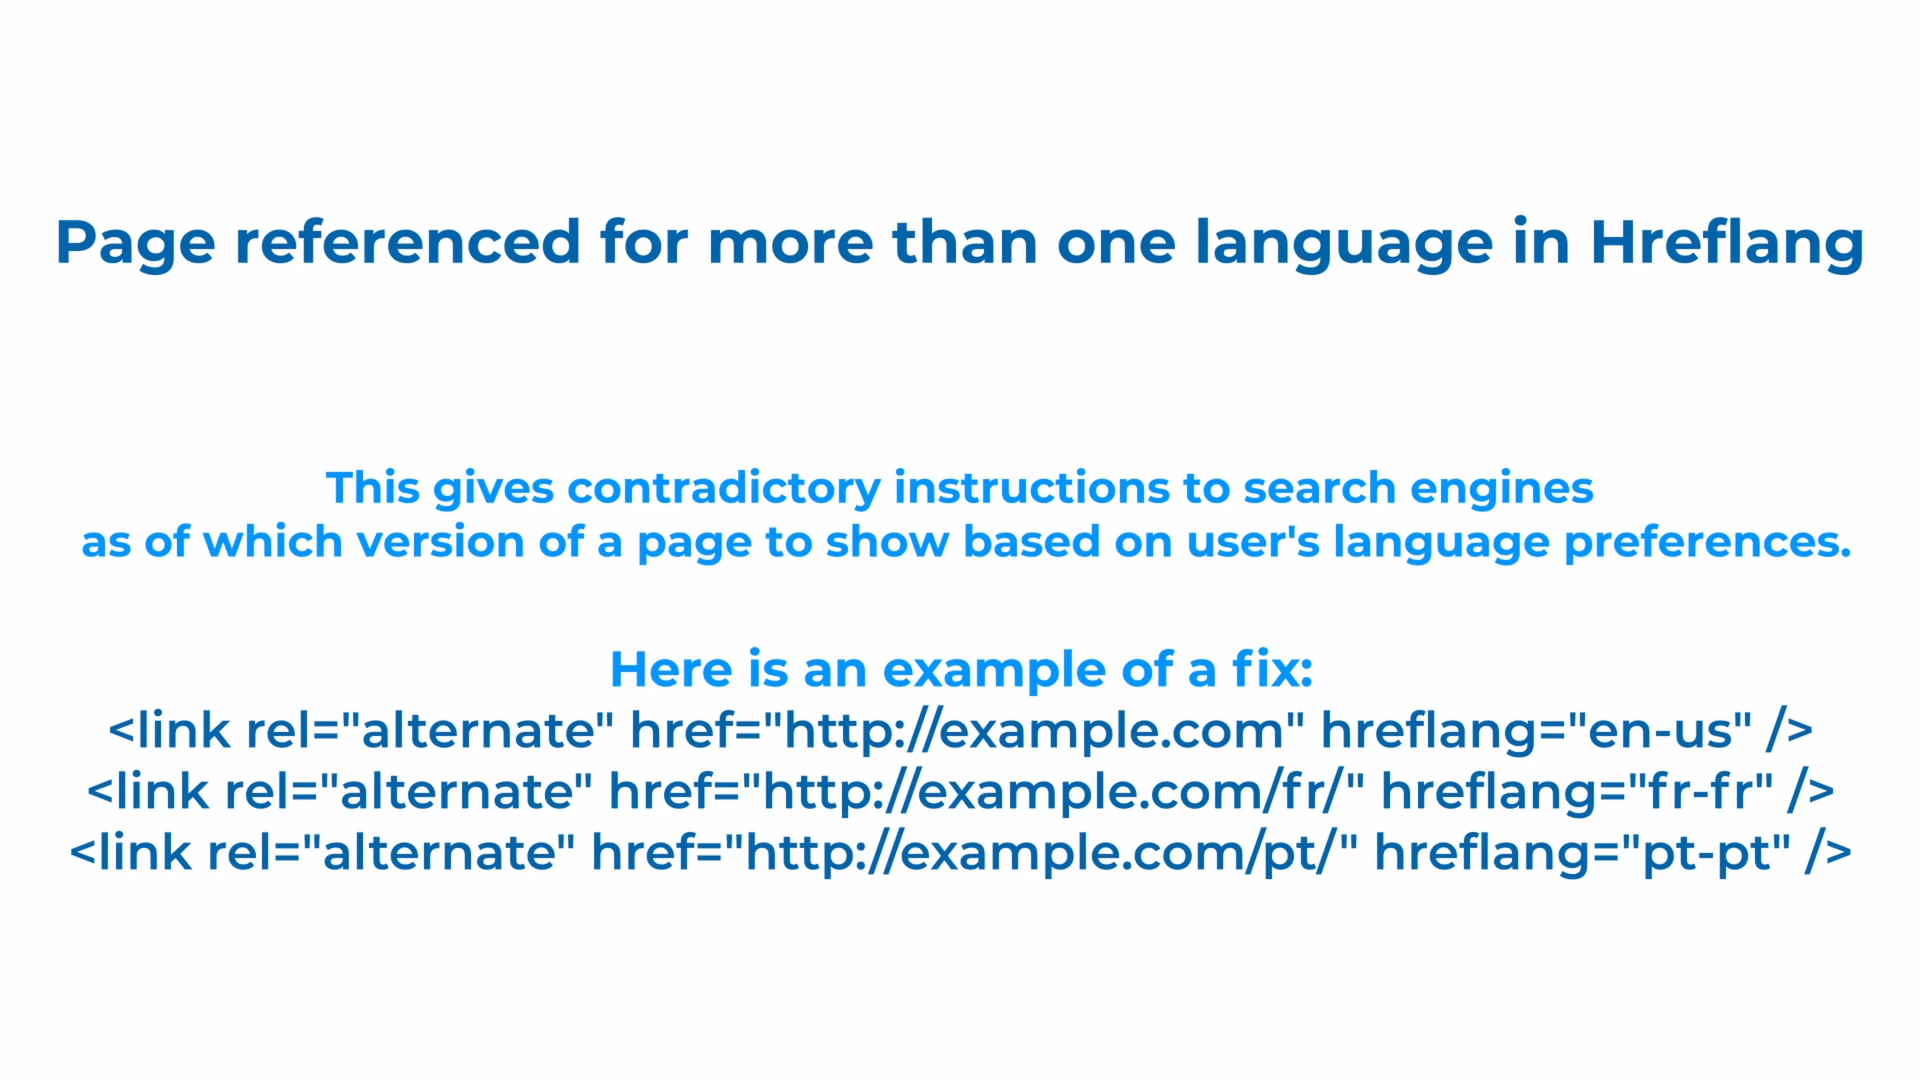 Page referenced for more than one language in Hreflang
This gives contradictory instructions to search engines
as of which version of a page to show based on user's language preferences.
Here is an example of a fix:
<link rel="alternate" href="http://example.com" hreflang="en-us" />
<link rel="alternate" href="http://example.com/fr/" hreflang="fr-fr" />
<link rel="alternate" href="http://example.com/pt/" hreflang="pt-pt" />